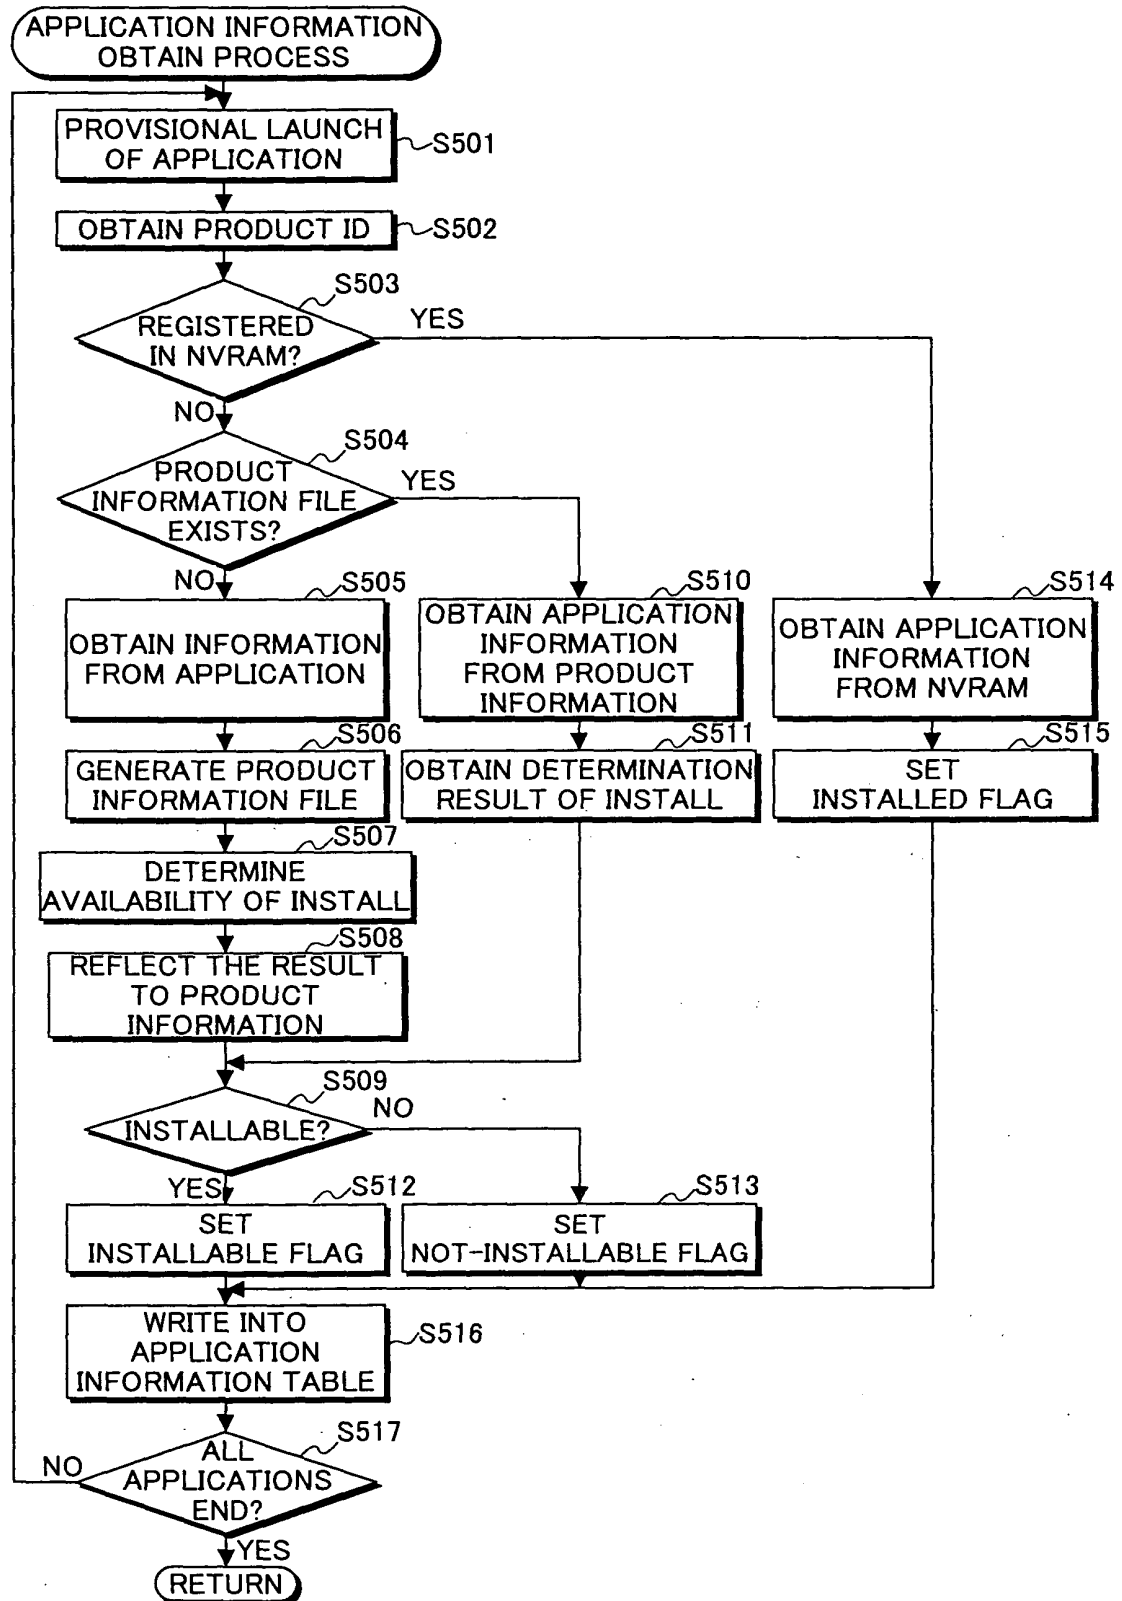 APPLICATION INFORMATION
OBTAIN PROCESS
PROVISIONAL LAUNCH
OF APPLICATION
S501
OBTAIN PRODUCT ID
S502
S503
REGISTERED
IN NVRAM?
YES
NO
S504
PRODUCT
INFORMATION FILE
EXISTS?
YES
NO
S505
OBTAIN INFORMATION
FROM APPLICATION
S510
OBTAIN APPLICATION
INFORMATION
FROM PRODUCT
INFORMATION
S514
OBTAIN APPLICATION
INFORMATION
FROM NVRAM
S506
GENERATE PRODUCT
INFORMATION FILE
S511
OBTAIN DETERMINATION
RESULT OF INSTALL
S515
SET
INSTALLED FLAG
S507
DETERMINE
AVAILABILITY OF INSTALL
S508
REFLECT THE RESULT
TO PRODUCT
INFORMATION
S509
INSTALLABLE?
NO
YES
S512
SET
INSTALLABLE FLAG
S513
SET
NOT-INSTALLABLE FLAG
WRITE INTO
APPLICATION
INFORMATION TABLE
S516
S517
ALL
APPLICATIONS
END?
NO
YES
RETURN